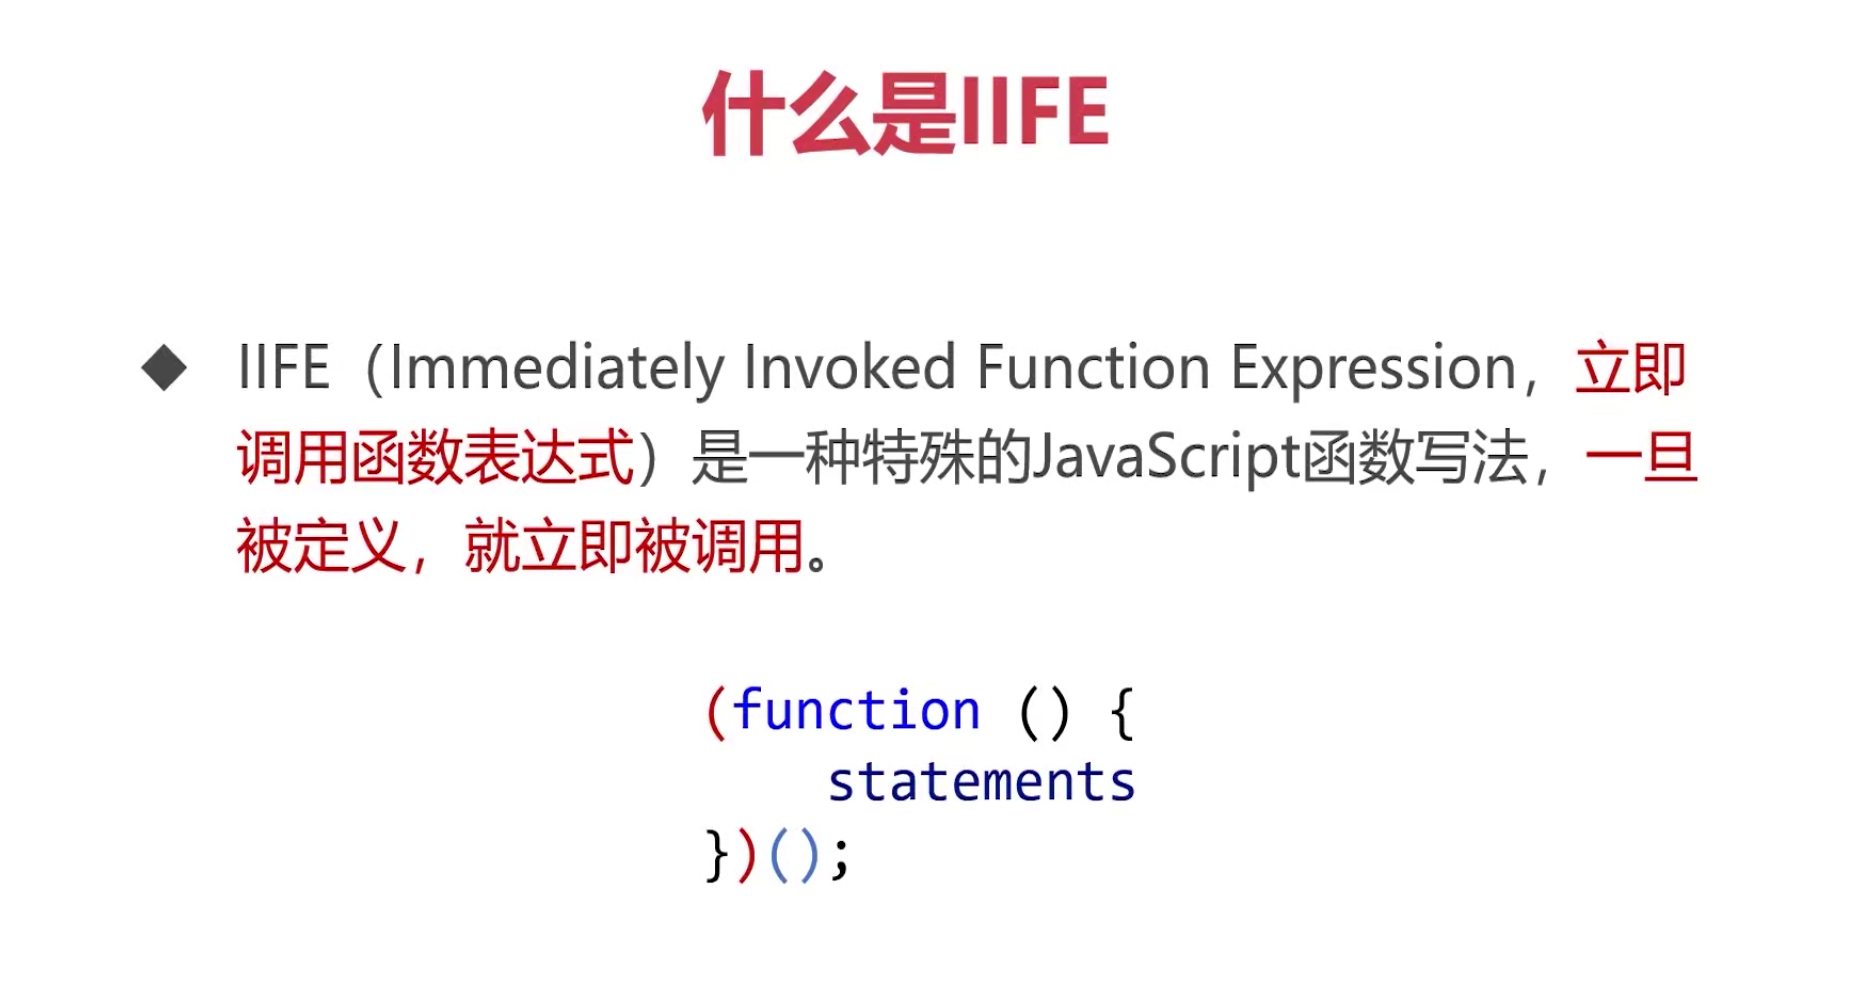 什么是IIFE
◆ IIFE（Immediately Invoked Function Expression，立即
调用函数表达式）是一种特殊的JavaScript函数写法，一旦
被定义，就立即被调用。
(function () {
    statements
})();